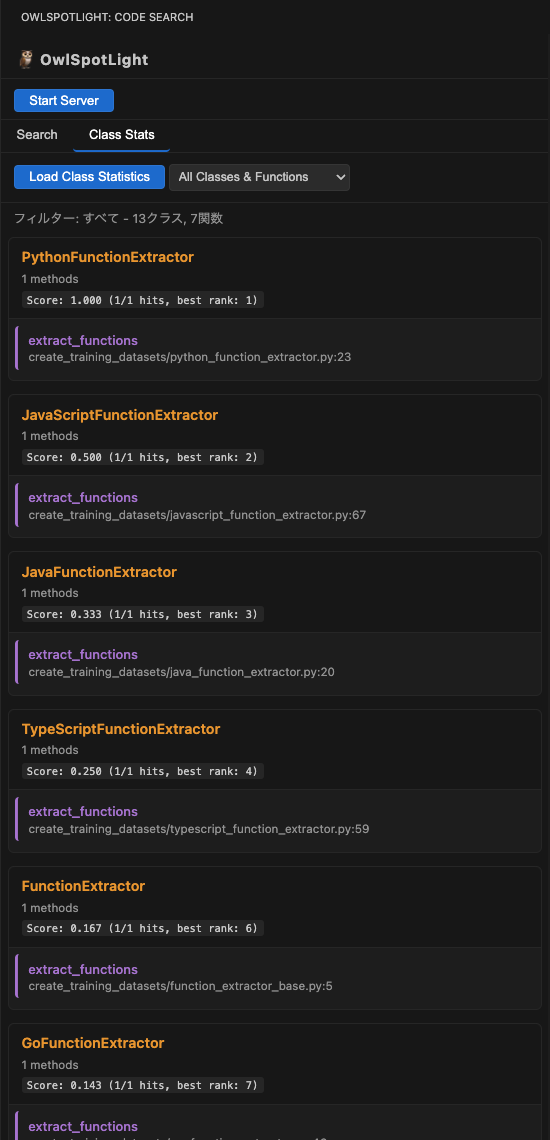 OWLSPOTLIGHT: CODE SEARCH
OwlSpotLight
Start Server
Search Class Stats
Load Class Statistics All Classes & Functions
フィルター: すべて - 13クラス, 7関数
PythonFunctionExtractor
1 methods
Score: 1.000 (1/1 hits, best rank: 1)
extract_functions
create_training_datasets/python_function_extractor.py:23
JavaScriptFunctionExtractor
1 methods
Score: 0.500 (1/1 hits, best rank: 2)
extract_functions
create_training_datasets/javascript_function_extractor.py:67
JavaFunctionExtractor
1 methods
Score: 0.333 (1/1 hits, best rank: 3)
extract_functions
create_training_datasets/java_function_extractor.py:20
TypeScriptFunctionExtractor
1 methods
Score: 0.250 (1/1 hits, best rank: 4)
extract_functions
create_training_datasets/typescript_function_extractor.py:59
FunctionExtractor
1 methods
Score: 0.167 (1/1 hits, best rank: 6)
extract_functions
create_training_datasets/function_extractor_base.py:5
GoFunctionExtractor
1 methods
Score: 0.143 (1/1 hits, best rank: 7)
extract_functions